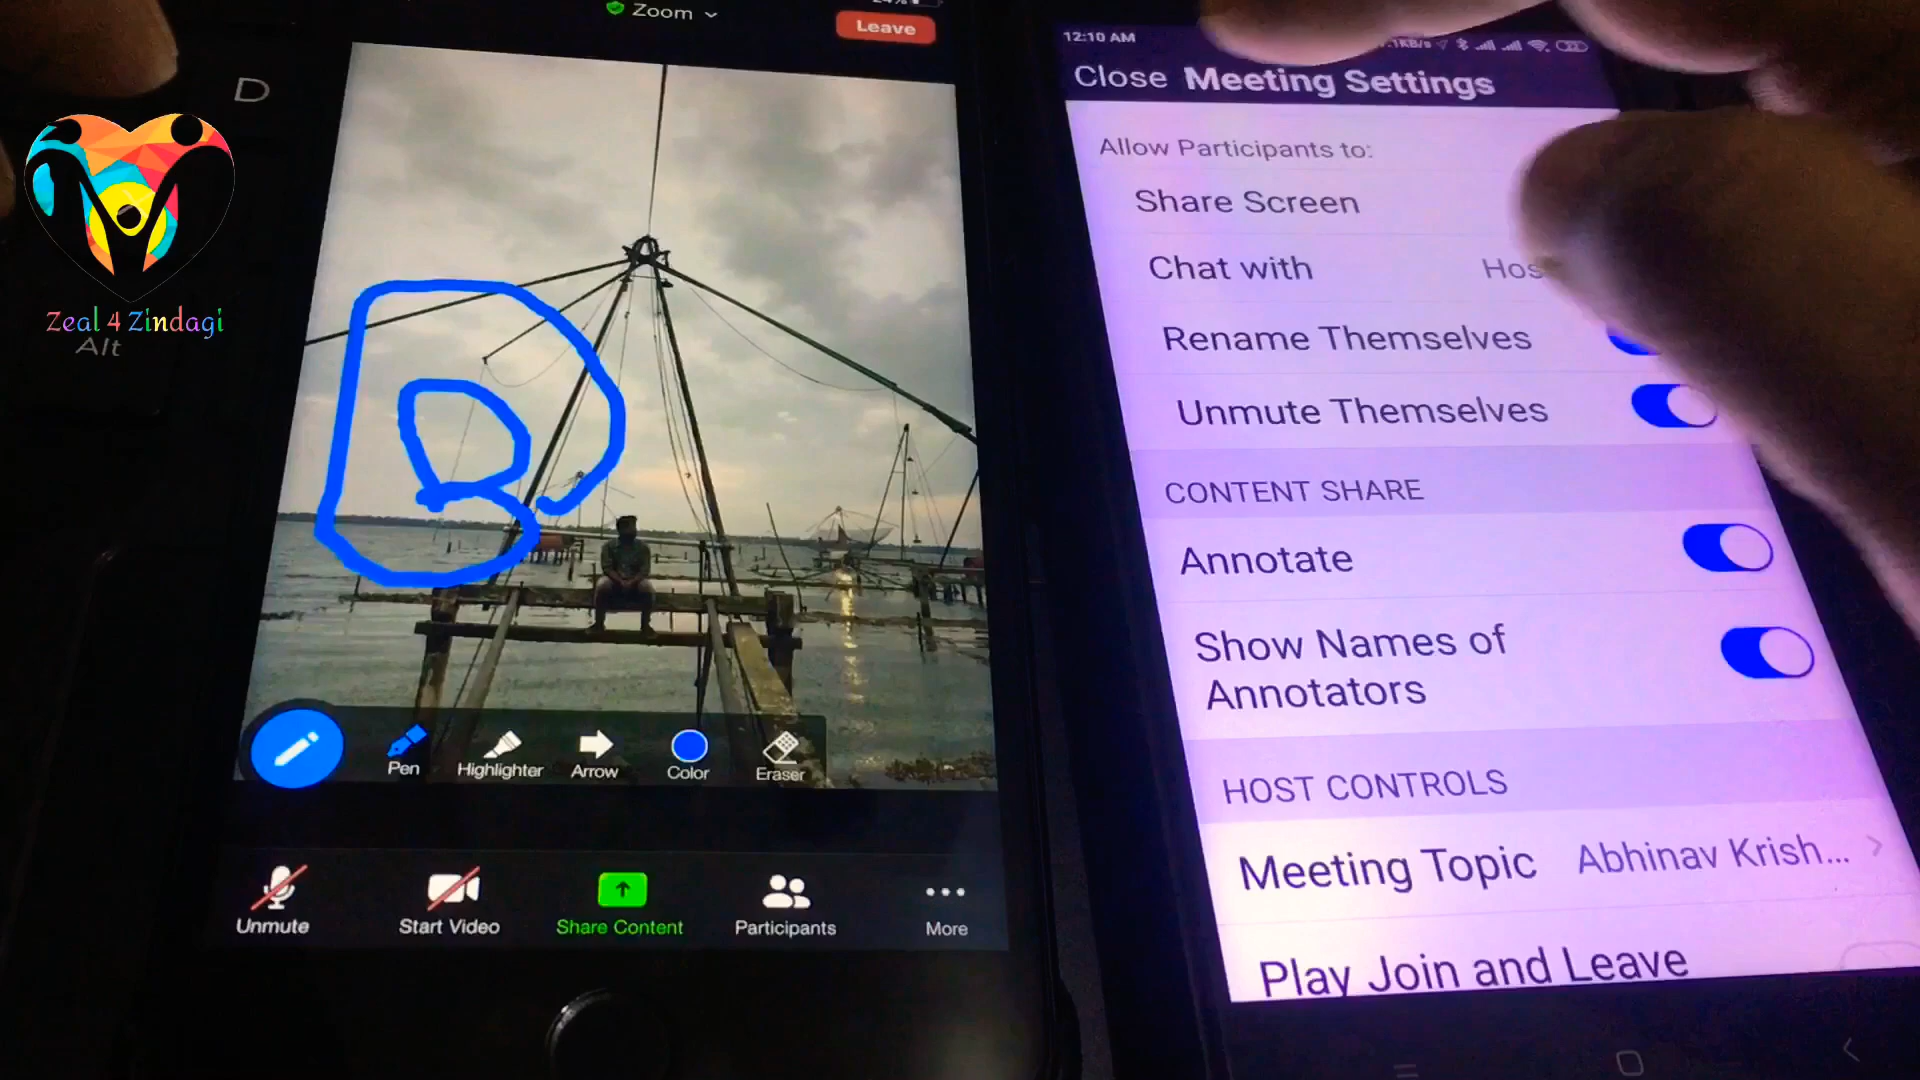 Zoom
Leave
D
Zeal 4 Zindagi
Alt
Pen
Highlighter
Arrow
Color
Eraser
Unmute
Start Video
Share Content
Participants
More
12:10 AM
Close Meeting Settings
Allow Participants to:
Share Screen
Chat with
Rename Themselves
Unmute Themselves
CONTENT SHARE
Annotate
Show Names of
Annotators
HOST CONTROLS
Meeting Topic Abhinav Krish...
Play Join and Leave